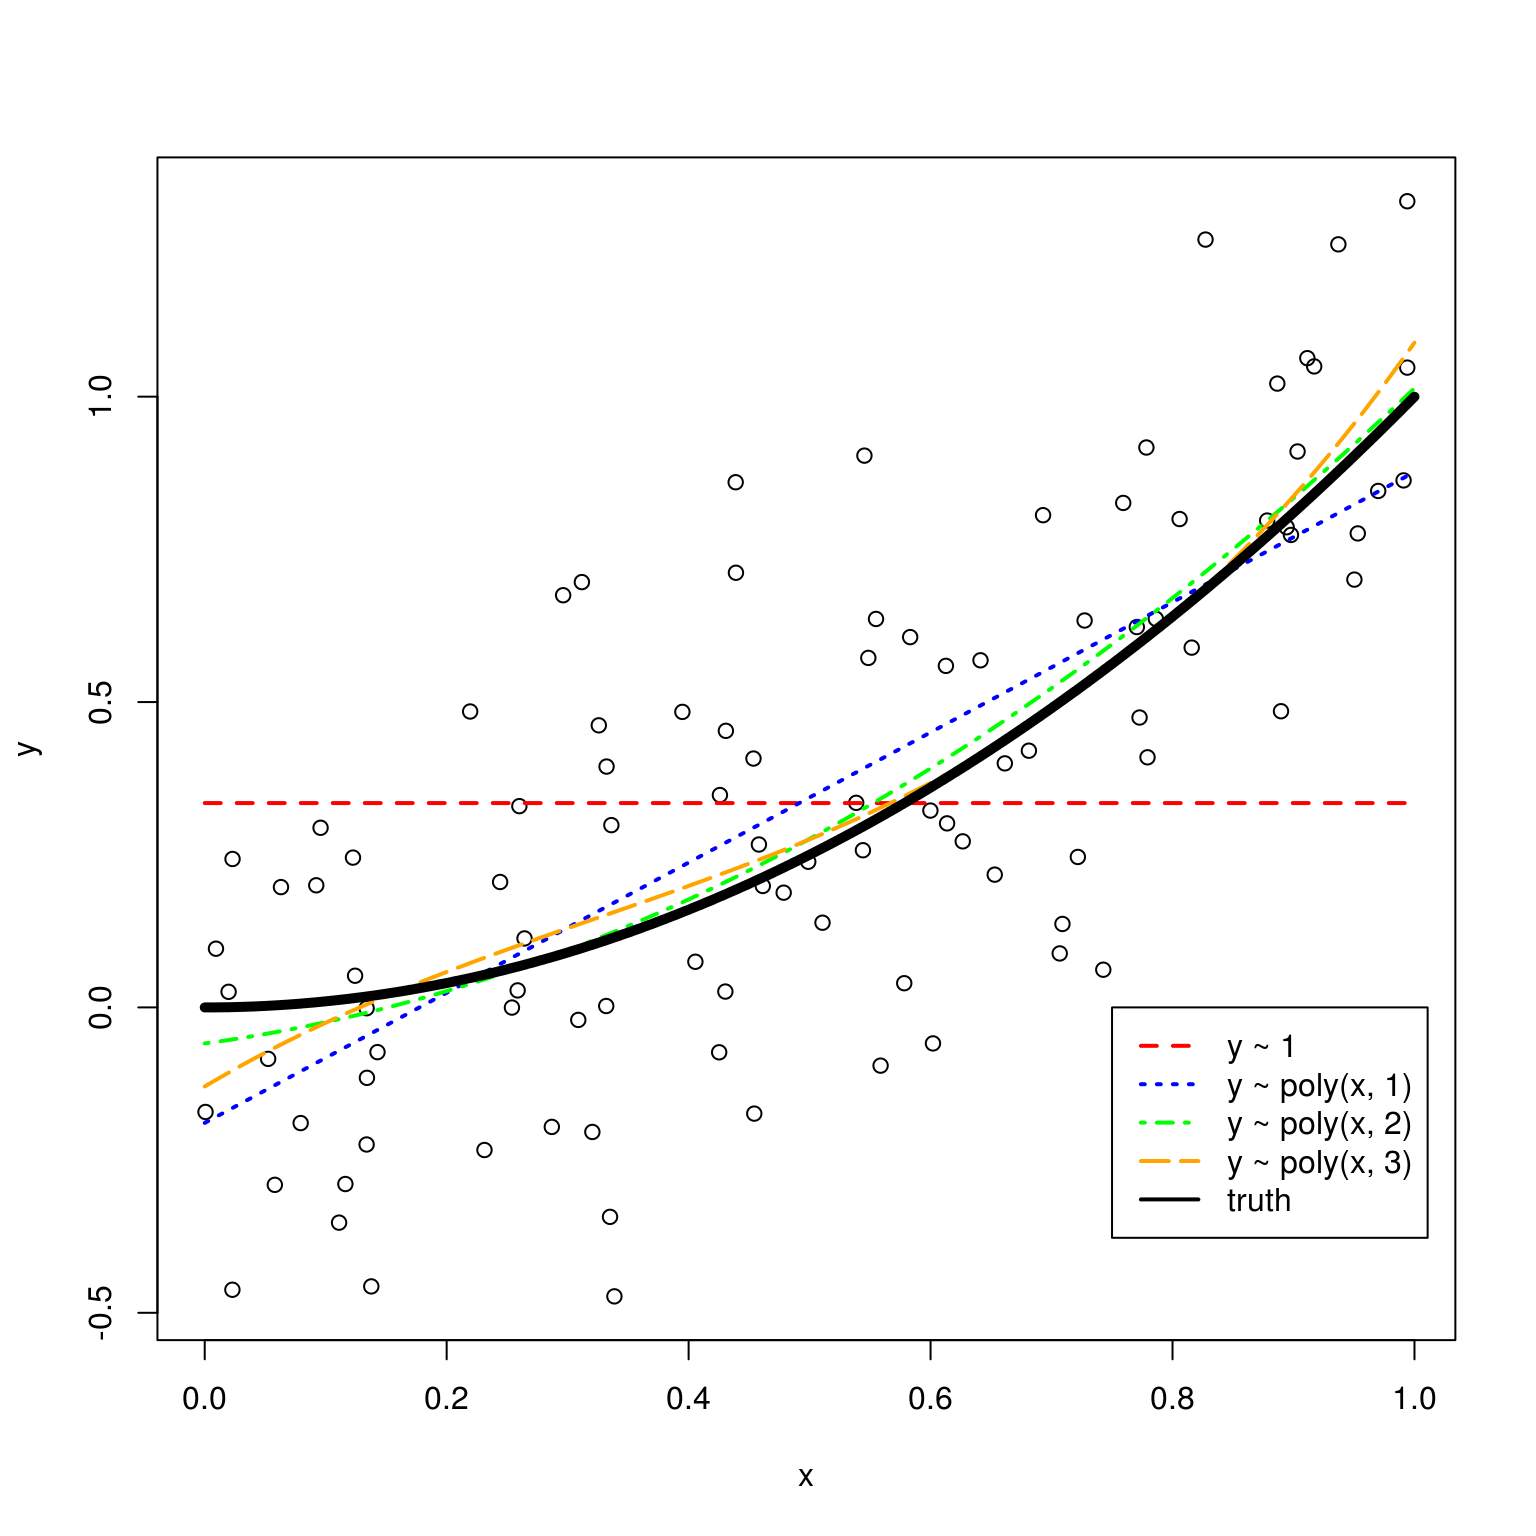 y
1.0
0.5
0.0
-0.5
y ~ 1
y ~ poly(x, 1)
y ~ poly(x, 2)
y ~ poly(x, 3)
truth
0.0 0.2 0.4 0.6 0.8 1.0
x